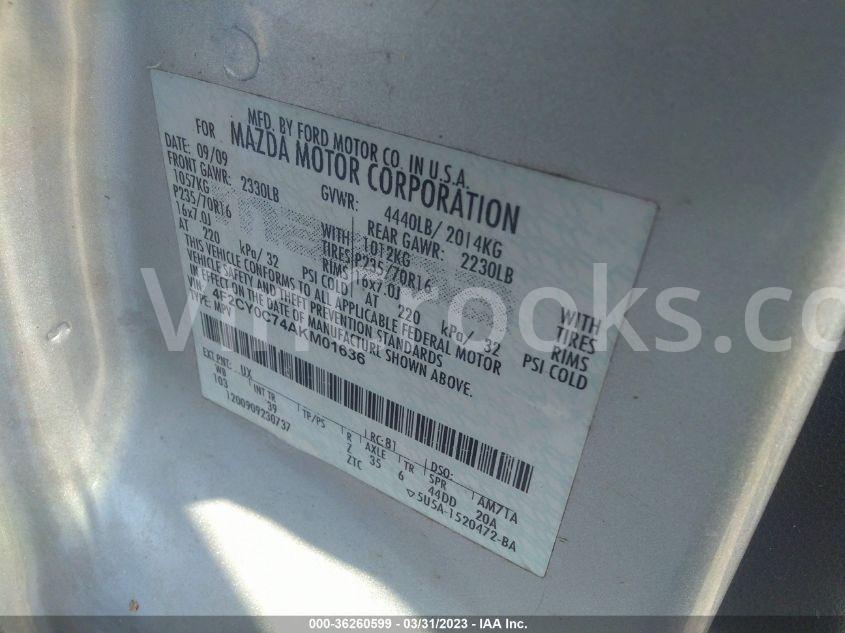 MFD. BY FORD MOTOR CO. IN U.S.A.
FOR MAZDA MOTOR CORPORATION
DATE: 09/09 GVWR: 4440LB/ 2014KG
FRONT GAWR: 2330LB REAR GAWR: 2230LB
1057KG WITH 1012KG WITH
P235/70R16 TIRES P235/70R16 TIRES
16x7.0J RIMS 16x7.0J RIMS
AT 220 kPa/ 32 PSI COLD AT 220 kPa/ 32 PSI COLD
THIS VEHICLE CONFORMS TO ALL APPLICABLE FEDERAL MOTOR
VEHICLE SAFETY AND THEFT PREVENTION STANDARDS
IN EFFECT ON THE DATE OF MANUFACTURE SHOWN ABOVE.
VIN: 4F2CY0C74AKM01636
TYPE: MPV
EXT PNT: UX RC: 81 DSO:
WB INT TR TP/PS R AXLE TR SPR AM71A
103 39 Z 35 6 44DD 20A
1200909230737 ZTC 5U5A-1520472-BA
VinBrooks.com
000-36260599 - 03/31/2023 - IAA Inc.